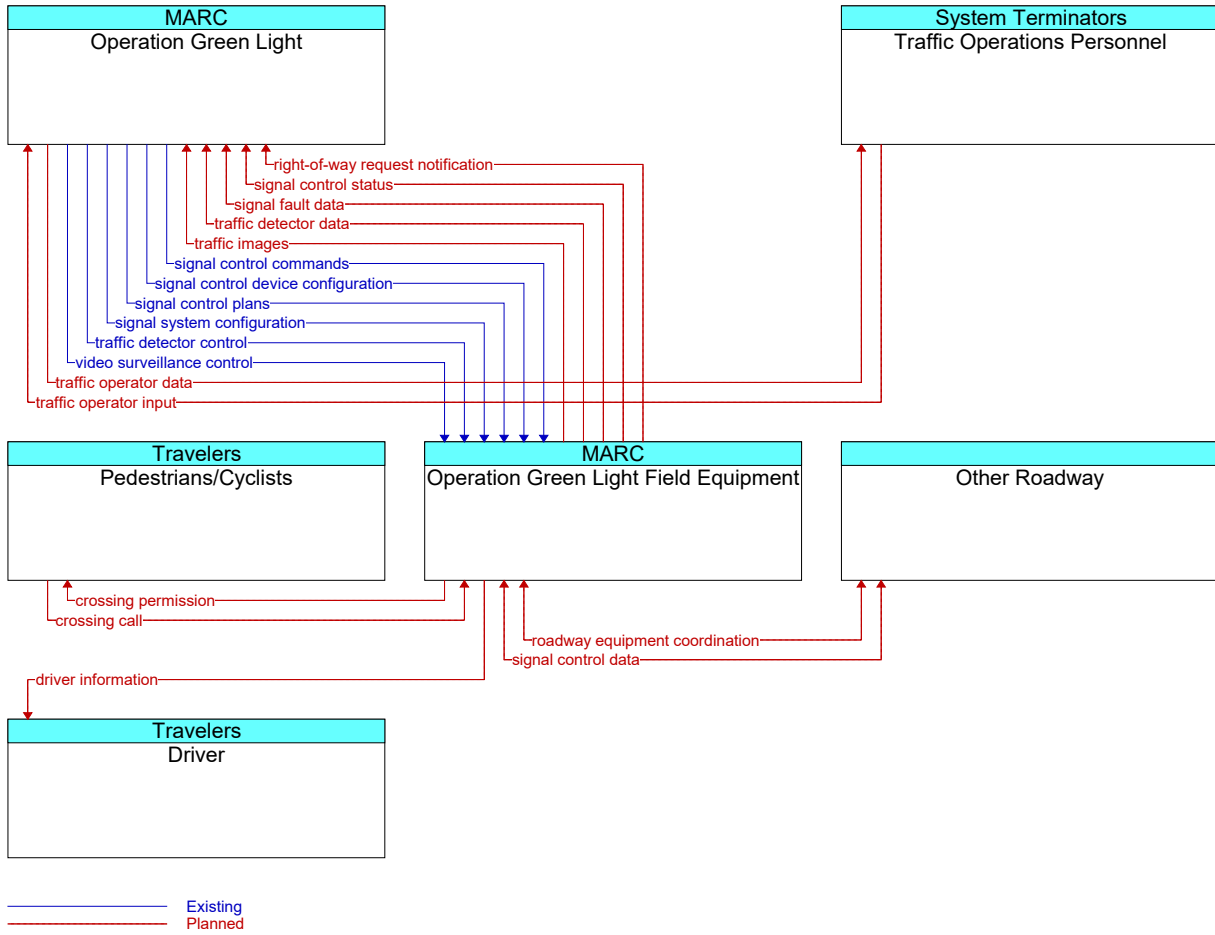 MARC
Operation Green Light
System Terminators
Traffic Operations Personnel
right-of-way request notification
signal control status
signal fault data
traffic detector data
traffic images
signal control commands
signal control device configuration
signal control plans
signal system configuration
traffic detector control
video surveillance control
traffic operator data
traffic operator input
Travelers
Pedestrians/Cyclists
MARC
Operation Green Light Field Equipment
Other Roadway
crossing permission
crossing call
roadway equipment coordination
signal control data
driver information
Travelers
Driver
Existing
Planned